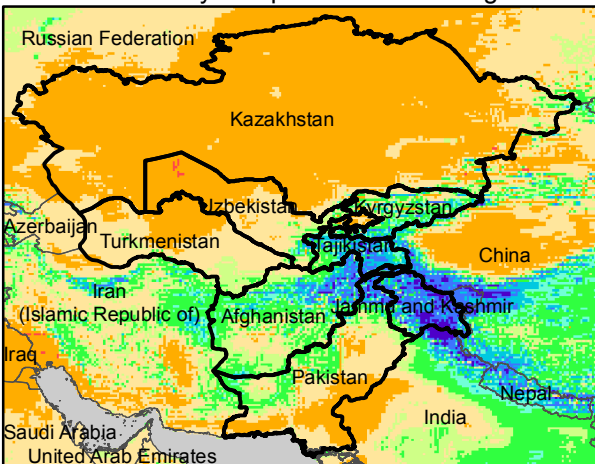 Russian Federation
Kazakhstan
Izbekistan
Kyrgyzstan
Azerbaijan
Turkmenistan
Tajikistan
China
Iran
(Islamic Republic of)
Afghanistan
Jammu and Kashmir
Iraq
Pakistan
Nepal
India
Saudi Arabia
United Arab Emirates